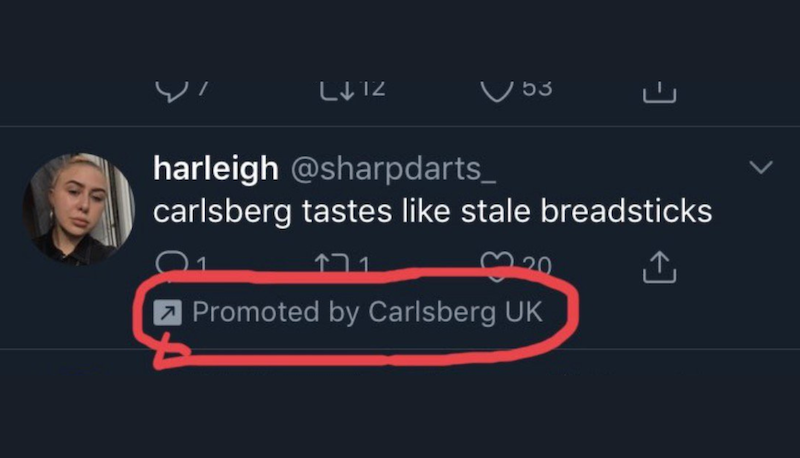 7 12 53
harleigh @sharpdarts_
carlsberg tastes like stale breadsticks
1 1 20
Promoted by Carlsberg UK